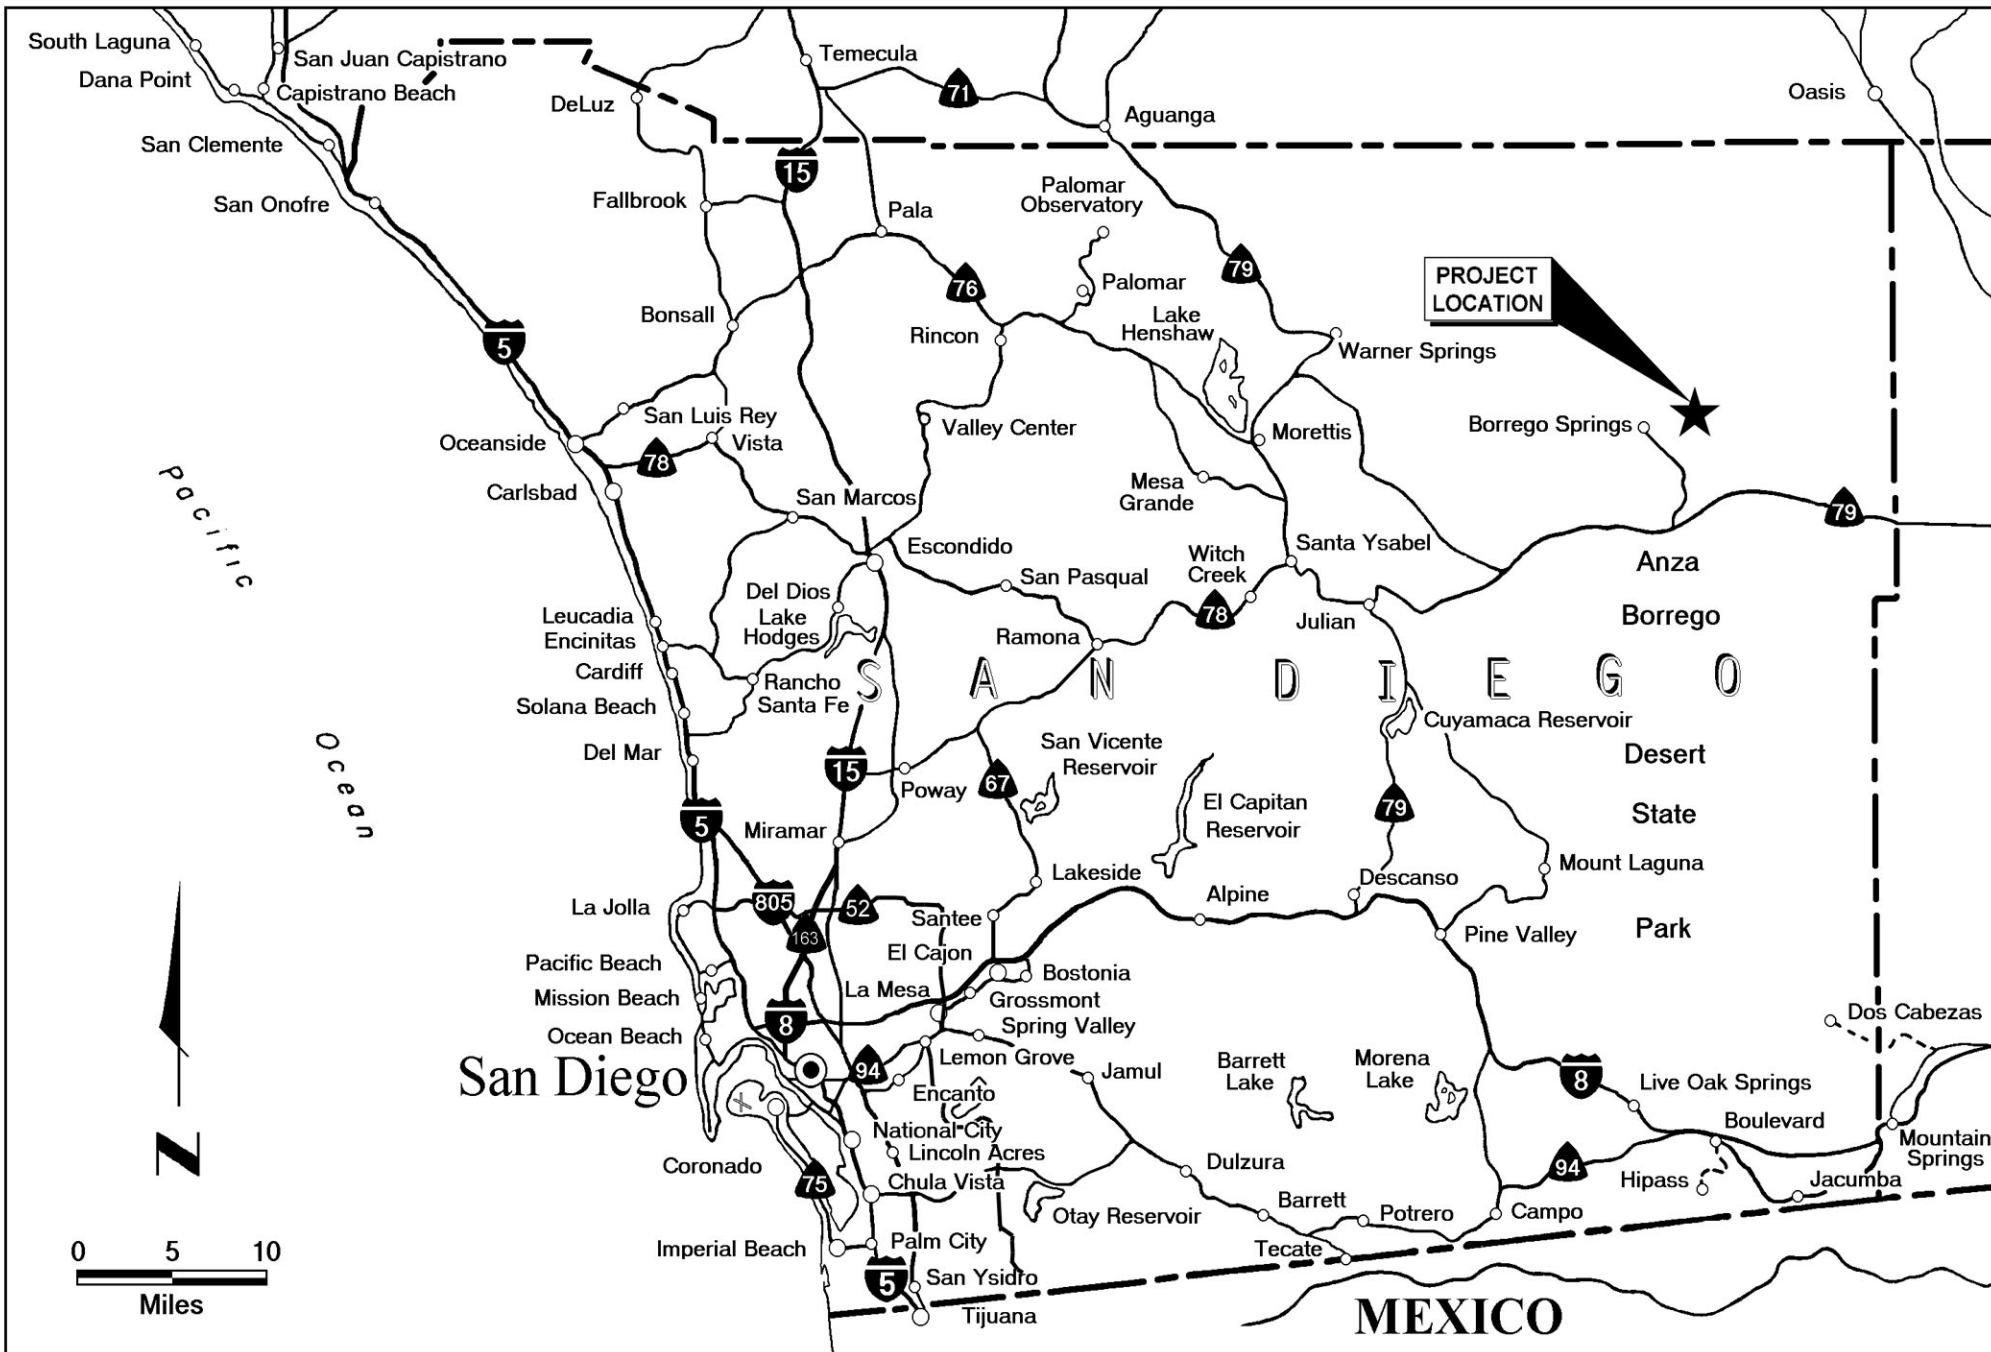 South Laguna
San Juan Capistrano
Dana Point
Capistrano Beach
San Clemente
San Onofre
Temecula
DeLuz
71
Aguanga
Oasis
15
Fallbrook
Pala
Palomar
Observatory
76
Palomar
79
PROJECT
LOCATION
Bonsall
Rincon
Lake
Henshaw
Warner Springs
5
San Luis Rey
Oceanside
78
Vista
Valley Center
Morettis
Borrego Springs
Carlsbad
San Marcos
Mesa
Grande
79
Pacific
Ocean
Escondido
San Pasqual
Witch
Creek
Santa Ysabel
Anza
Borrego
Desert
State
Park
Del Dios
Lake
Hodges
Leucadia
Encinitas
Cardiff
Ramona
78
Julian
SAN DIEGO
Rancho
Santa Fe
Solana Beach
Del Mar
Cuyamaca Reservoir
San Vicente
Reservoir
15
Poway
67
El Capitan
Reservoir
79
5
Miramar
Mount Laguna
Lakeside
Alpine
Descanso
La Jolla
805
52
163
Santee
El Cajon
Pine Valley
Pacific Beach
Bostonia
Mission Beach
La Mesa
Grossmont
8
Spring Valley
Ocean Beach
Dos Cabezas
San Diego
94
Lemon Grove
Jamul
Encanto
Barrett
Lake
Morena
Lake
8
Live Oak Springs
Boulevard
National City
Lincoln Acres
Mountain
Springs
N
Coronado
75
Chula Vista
Dulzura
94
Hipass
Jacumba
Otay Reservoir
Barrett
Potrero
Campo
Imperial Beach
Palm City
Tecate
0 5 10
Miles
5
San Ysidro
Tijuana
MEXICO